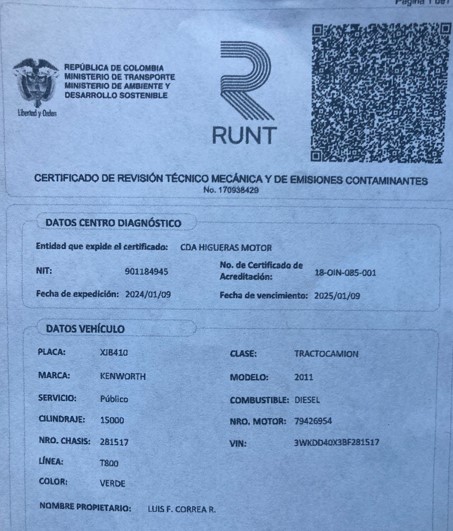 Página 1 de 1
REPÚBLICA DE COLOMBIA
MINISTERIO DE TRANSPORTE
MINISTERIO DE AMBIENTE Y
DESARROLLO SOSTENIBLE
Libertad y Orden
RUNT
CERTIFICADO DE REVISIÓN TÉCNICO MECÁNICA Y DE EMISIONES CONTAMINANTES
No. 170938429
DATOS CENTRO DIAGNÓSTICO
Entidad que expide el certificado: CDA HIGUERAS MOTOR
NIT: 901184945 No. de Certificado de Acreditación: 18-OIN-085-001
Fecha de expedición: 2024/01/09 Fecha de vencimiento: 2025/01/09
DATOS VEHÍCULO
PLACA: XJB410 CLASE: TRACTOCAMION
MARCA: KENWORTH MODELO: 2011
SERVICIO: Público COMBUSTIBLE: DIESEL
CILINDRAJE: 15000 NRO. MOTOR: 79426954
NRO. CHASIS: 281517 VIN: 3WKDD40X3BF281517
LÍNEA: T800
COLOR: VERDE
NOMBRE PROPIETARIO: LUIS F. CORREA R.